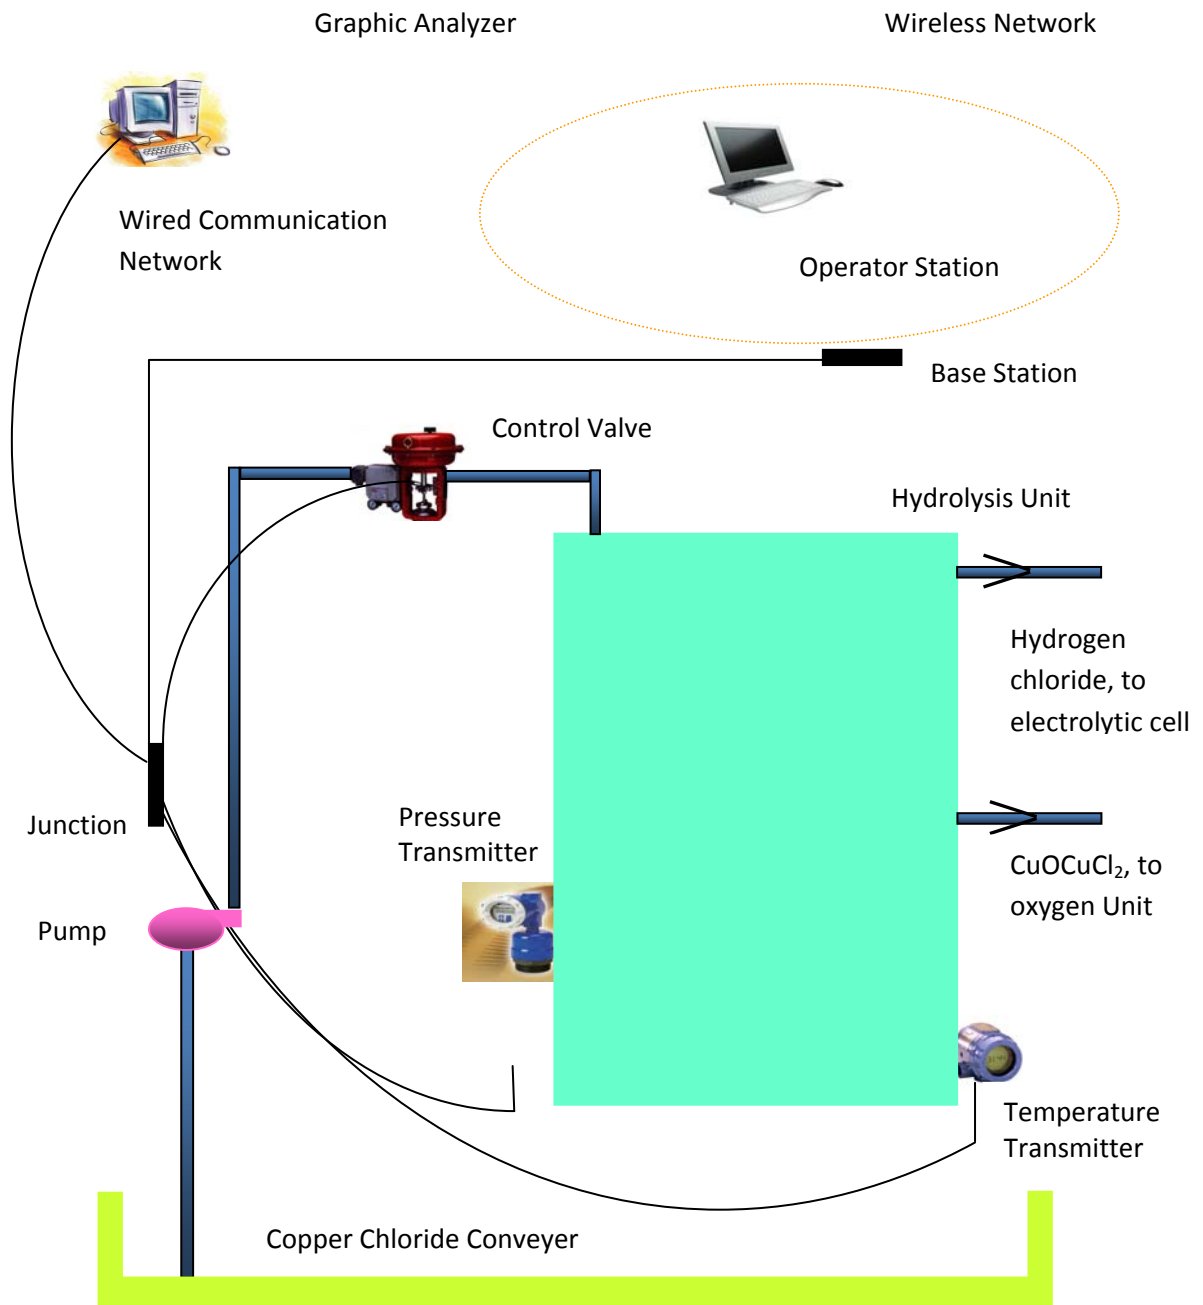 Graphic Analyzer
Wireless Network
Wired Communication
Network
Operator Station
Base Station
Control Valve
Hydrolysis Unit
Hydrogen
chloride, to
electrolytic cell
Pressure
Transmitter
Junction
CuOCuCl₂, to
oxygen Unit
Pump
Temperature
Transmitter
Copper Chloride Conveyer